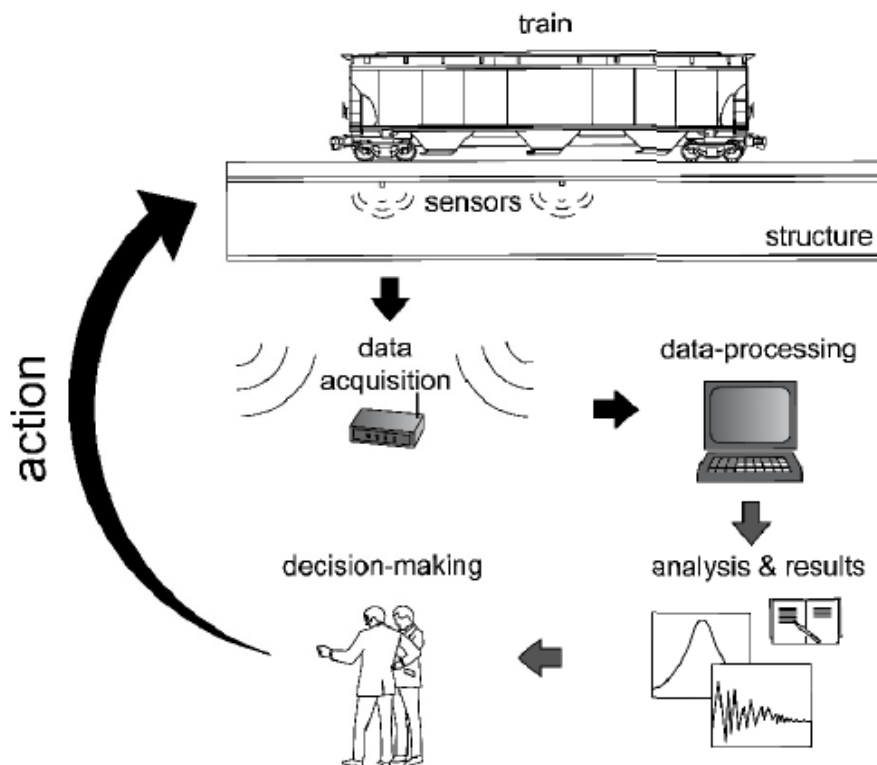 train
sensors
structure
data
acquisition
data-processing
action
decision-making
analysis & results